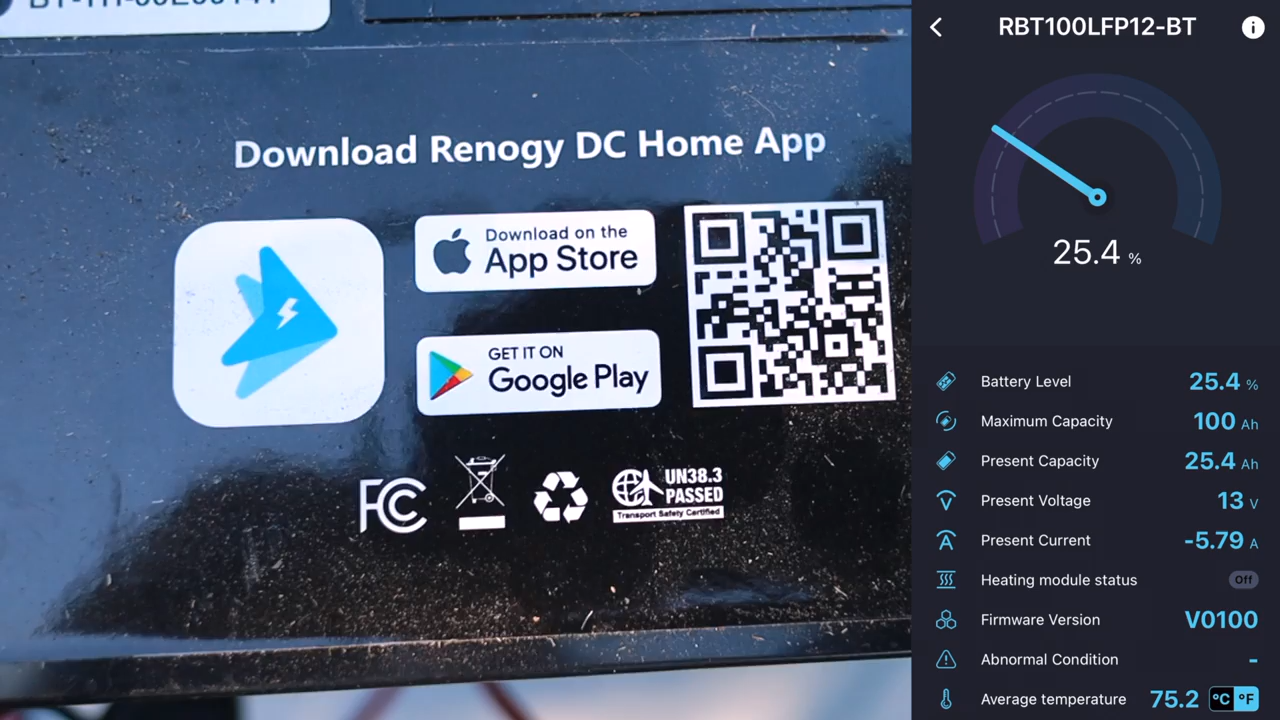 Download Renogy DC Home App
Download on the
App Store
GET IT ON
Google Play
FC
UN38.3
PASSED
Transport Safety Certified
RBT100LFP12-BT
25.4 %
Battery Level 25.4 %
Maximum Capacity 100 Ah
Present Capacity 25.4 Ah
Present Voltage 13 V
Present Current -5.79 A
Heating module status Off
Firmware Version V0100
Abnormal Condition -
Average temperature 75.2 °C °F